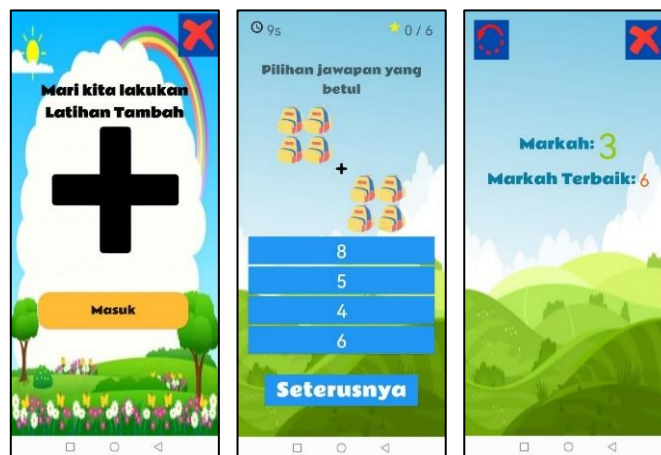 Mari kita lakukan
Latihan Tambah
Masuk
9s
0 / 6
Pilihan jawapan yang
betul
+
8
5
4
6
Seterusnya
Markah: 3
Markah Terbaik: 6